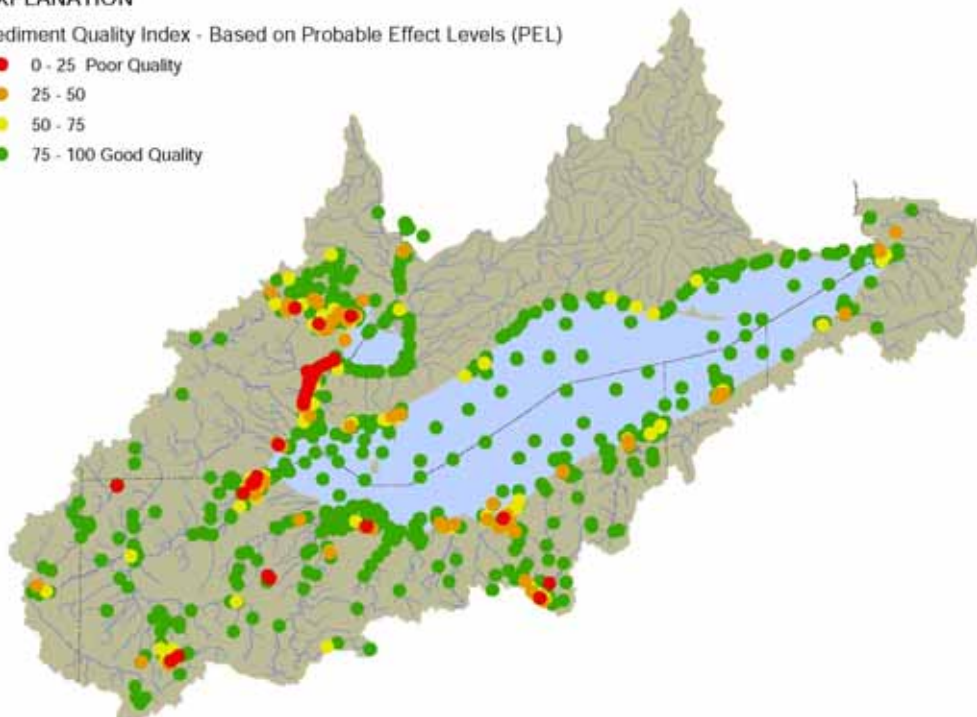 EXPLANATION
ediment Quality Index - Based on Probable Effect Levels (PEL)
0 - 25 Poor Quality
25 - 50
50 - 75
75 - 100 Good Quality